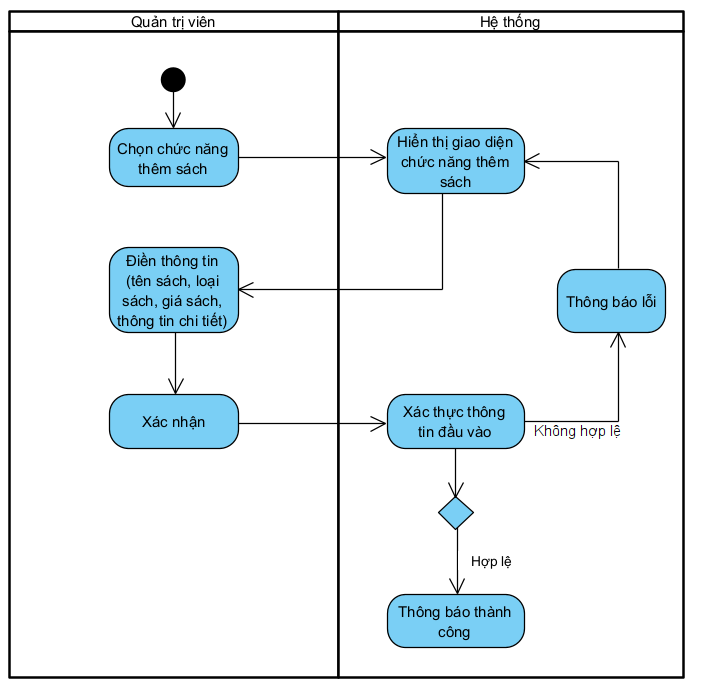 Quản trị viên
Hệ thống
Chọn chức năng
thêm sách
Hiển thị giao diện
chức năng thêm
sách
Điền thông tin
(tên sách, loại
sách, giá sách,
thông tin chi tiết)
Thông báo lỗi
Xác nhận
Xác thực thông
tin đầu vào
Không hợp lệ
Hợp lệ
Thông báo thành
công